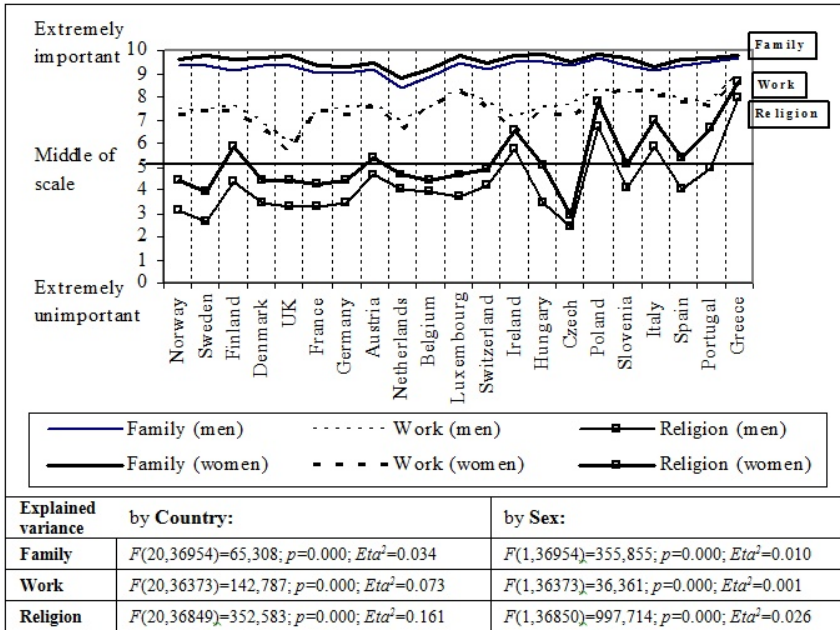 Extremely
important
Middle of
scale
Extremely
unimportant
10
9
8
7
6
5
4
3
2
1
0
Family
Work
Religion
Norway
Sweden
Finland
Denmark
UK
France
Germany
Austria
Netherlands
Belgium
Luxembourg
Switzerland
Ireland
Hungary
Czech
Poland
Slovenia
Italy
Spain
Portugal
Greece
Family (men) Work (men) Religion (men)
Family (women) Work (women) Religion (women)
Explained variance by Country: by Sex:
Family F(20,36954)=65,308; p=0.000; Eta²=0.034 F(1,36954)=355,855; p=0.000; Eta²=0.010
Work F(20,36373)=142,787; p=0.000; Eta²=0.073 F(1,36373)=36,361; p=0.000; Eta²=0.001
Religion F(20,36849)=352,583; p=0.000; Eta²=0.161 F(1,36850)=997,714; p=0.000; Eta²=0.026